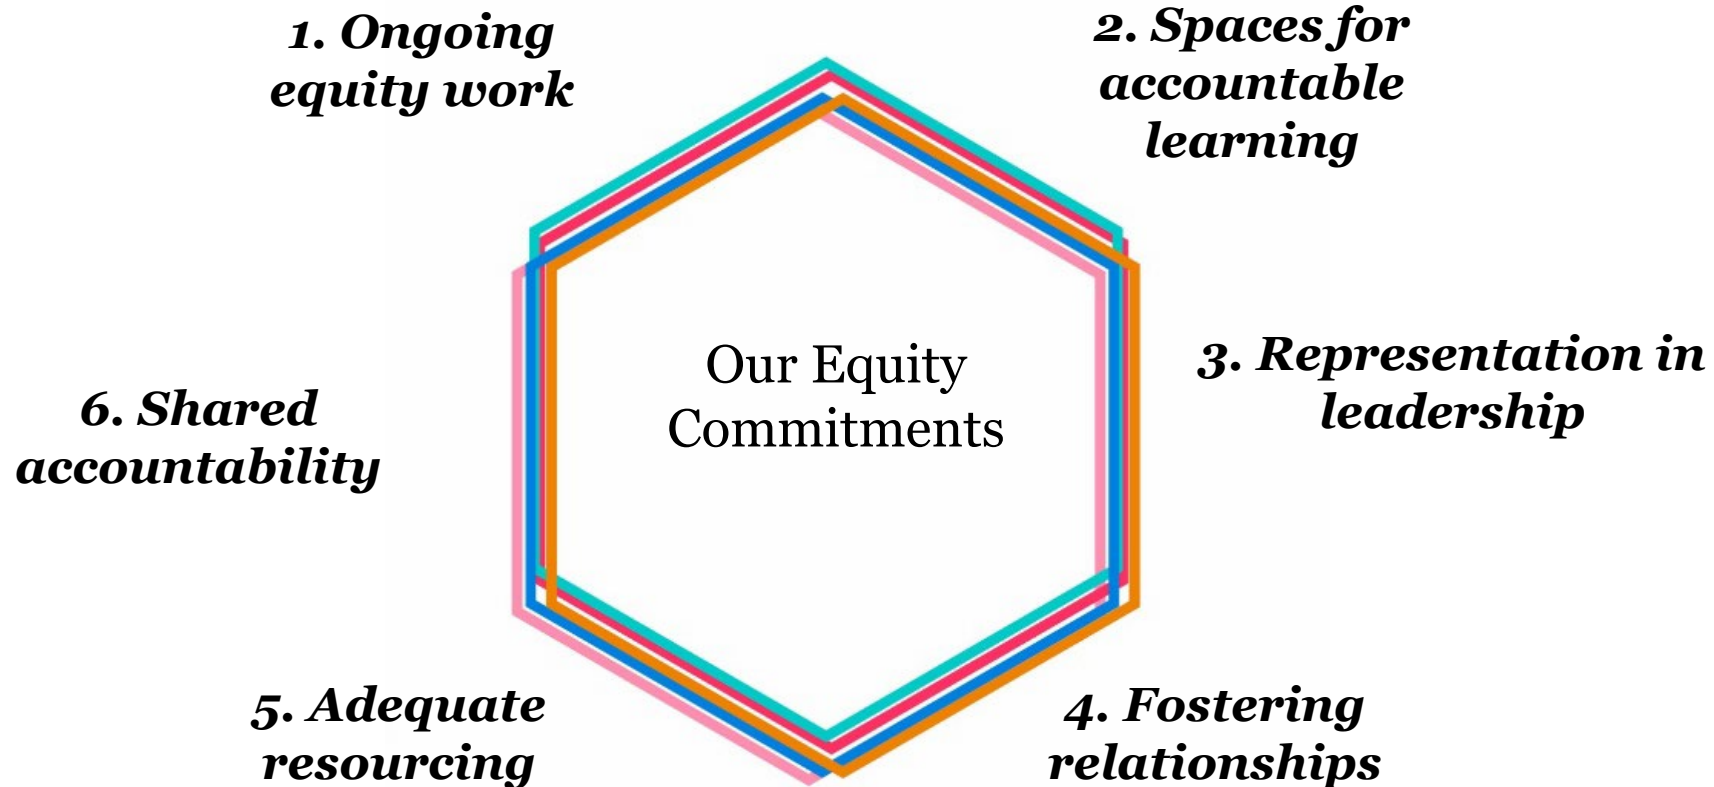 1. Ongoing
equity work
2. Spaces for
accountable
learning
3. Representation in
leadership
4. Fostering
relationships
5. Adequate
resourcing
6. Shared
accountability
Our Equity
Commitments